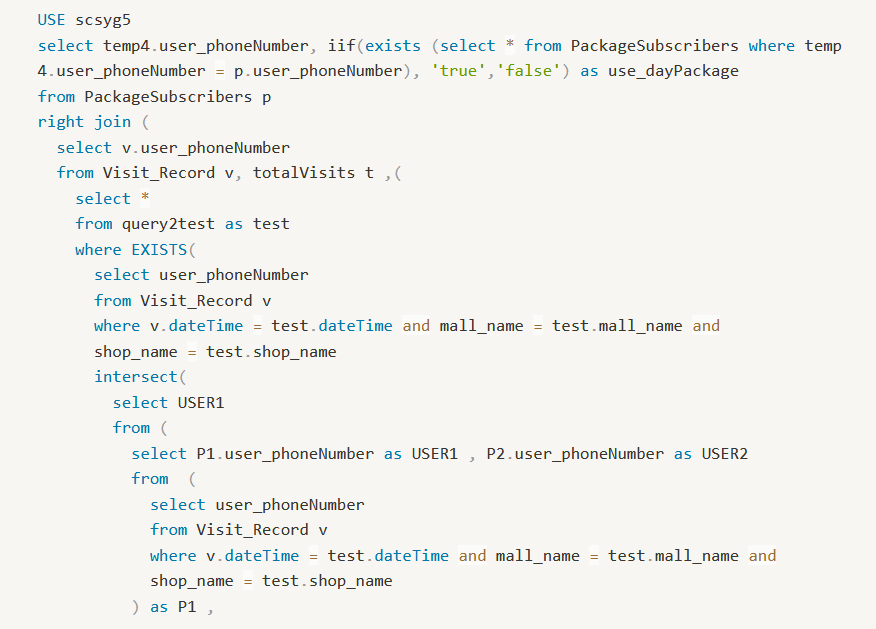 USE scsyg5
select temp4.user_phoneNumber, iif(exists (select * from PackageSubscribers where temp
4.user_phoneNumber = p.user_phoneNumber), 'true','false') as use_dayPackage
from PackageSubscribers p
right join (
select v.user_phoneNumber
from Visit_Record v, totalVisits t ,(
select *
from query2test as test
where EXISTS(
select user_phoneNumber
from Visit_Record v
where v.dateTime = test.dateTime and mall_name = test.mall_name and
shop_name = test.shop_name
intersect(
select USER1
from (
select P1.user_phoneNumber as USER1 , P2.user_phoneNumber as USER2
from  (
select user_phoneNumber
from Visit_Record v
where v.dateTime = test.dateTime and mall_name = test.mall_name and
shop_name = test.shop_name
) as P1 ,